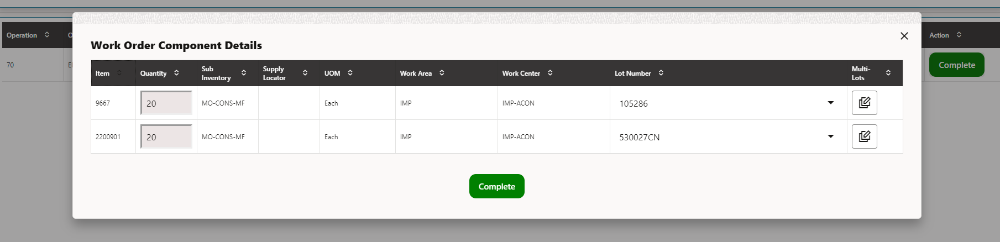 Work Order Component Details
Operation O Action
Item Quantity Sub Inventory Supply Locator UOM Work Area Work Center Lot Number Multi-Lots
9667 20 MO-CONS-MF Each IMP IMP-ACON 105286
70 Complete
2200901 20 MO-CONS-MF Each IMP IMP-ACON 530027CN
Complete